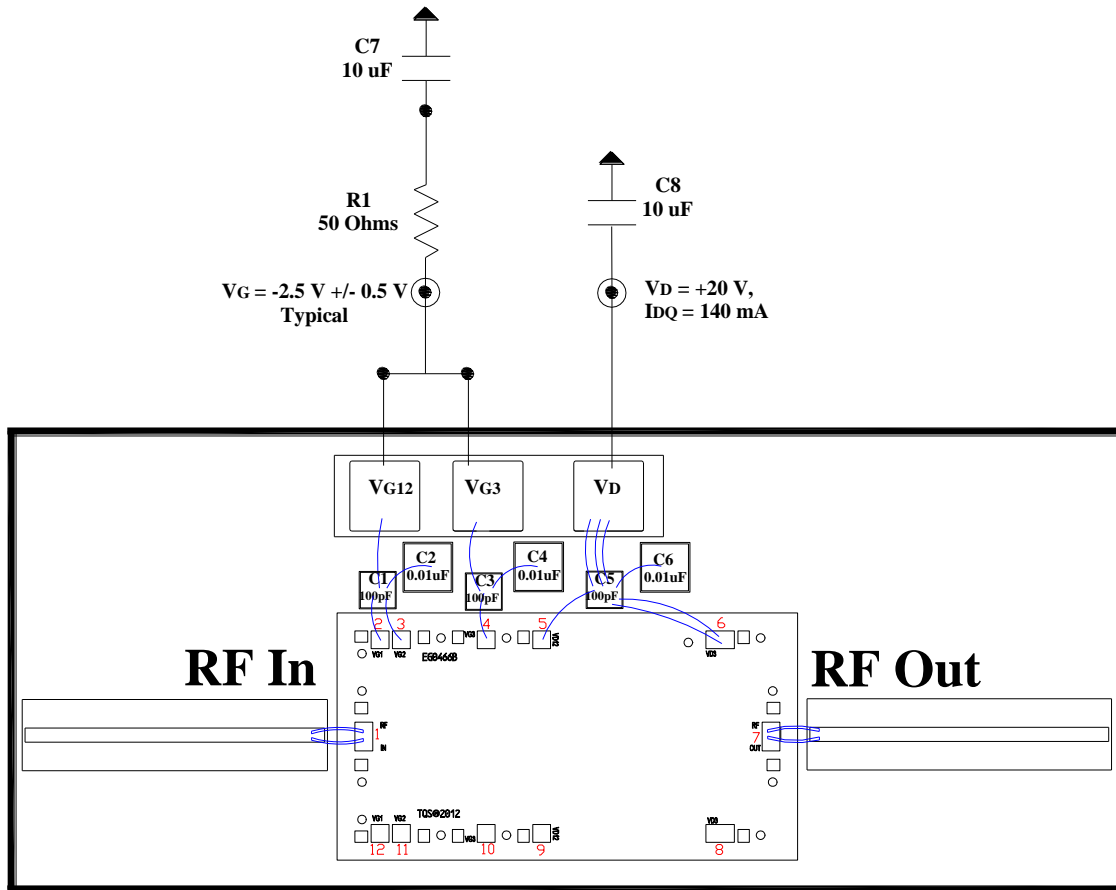 C7
10 uF
R1
50 Ohms
C8
10 uF
VG = -2.5 V +/- 0.5 V
Typical
VD = +20 V,
IDQ = 140 mA
VG12
VG3
VD
C1
100pF
C2
0.01uF
C3
100pF
C4
0.01uF
C5
100pF
C6
0.01uF
2
3
4
5
6
VG1
VG2
VG3
VD12
VD3
EG8466B
RF In
RF Out
1
RF
IN
RF
7
OUT
TQS®2012
VG1
VG2
VG3
VD12
VD3
12
11
10
9
8